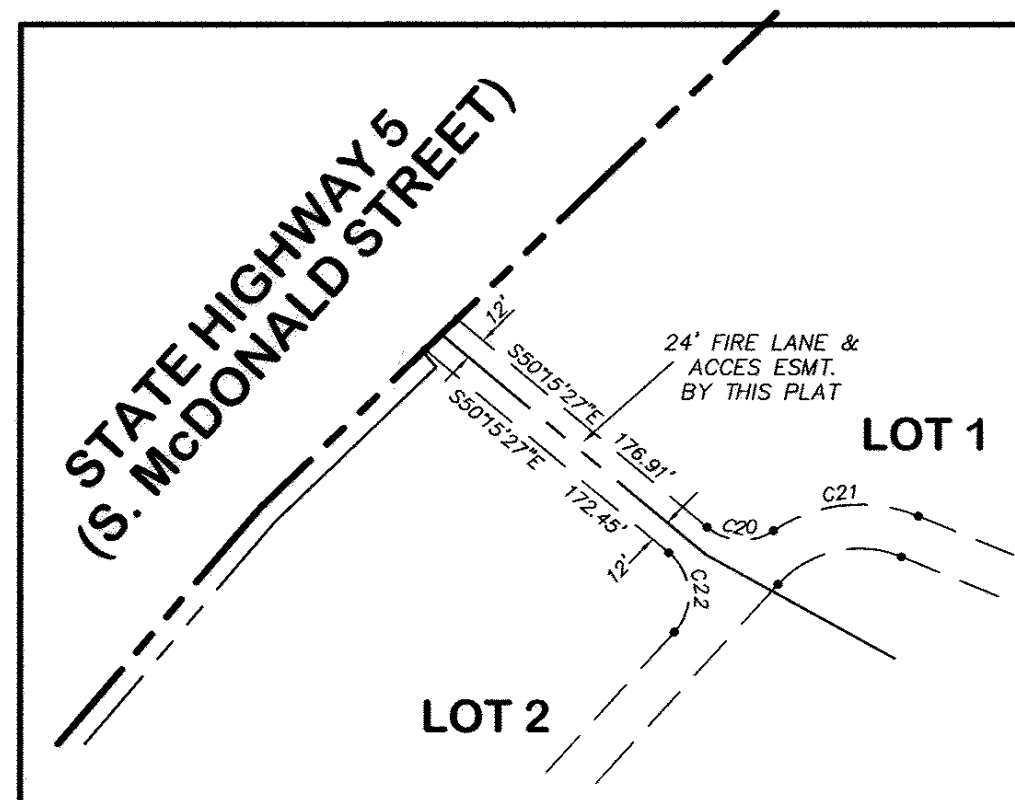 STATE HIGHWAY 5
(S. McDONALD STREET)
12'
S50°15'27"E 176.91'
24' FIRE LANE &
ACCES ESMT.
BY THIS PLAT
LOT 1
S50°15'27"E 172.45'
12'
C20
C21
C22
LOT 2